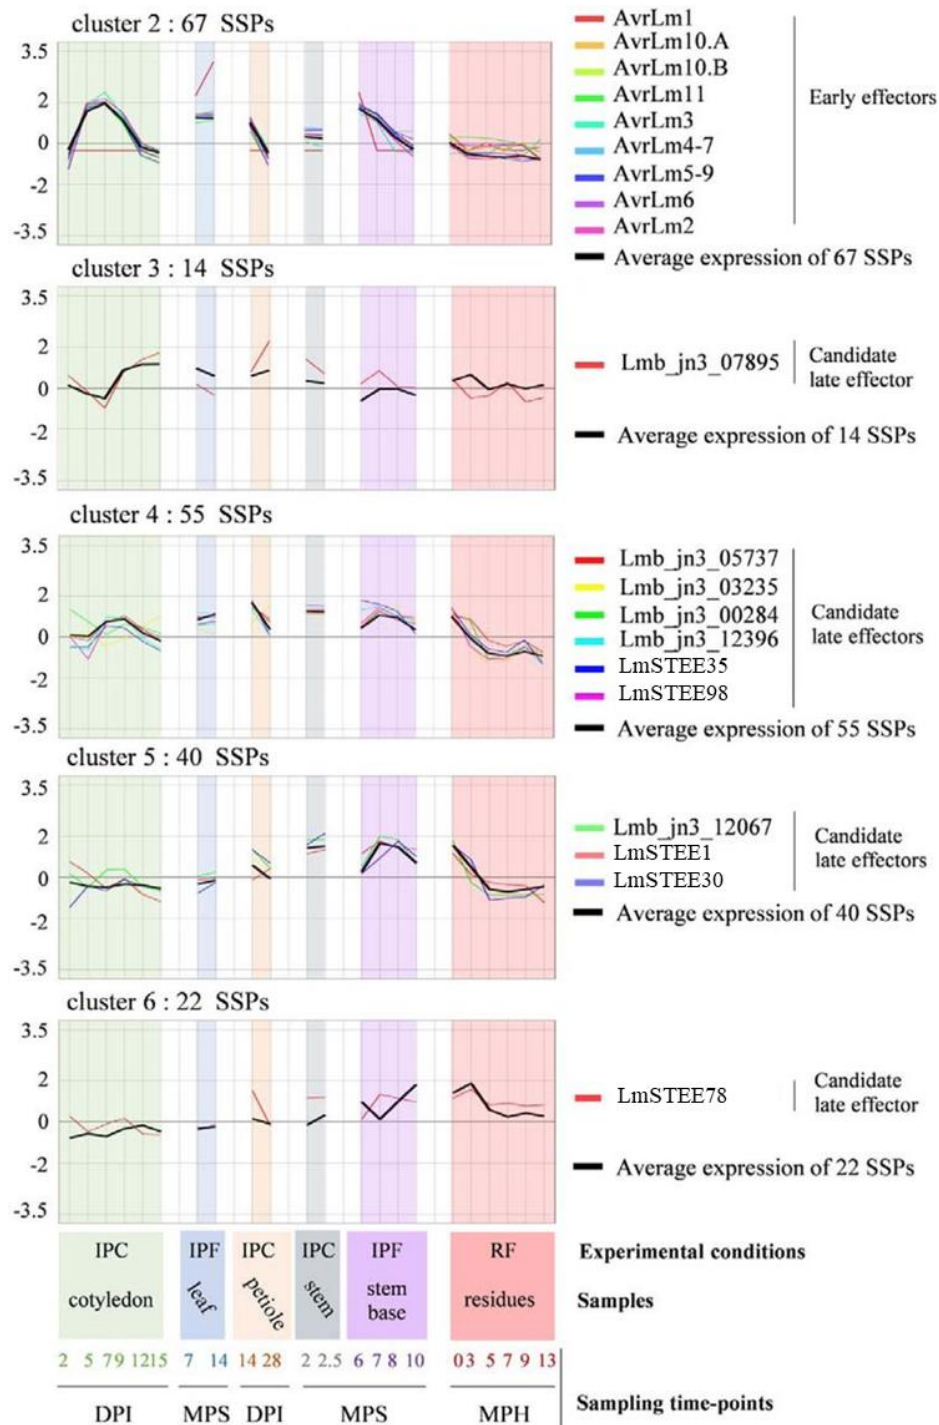 cluster 2 : 67 SSPs
3.5
2
0
-2
-3.5
AvrLm1
AvrLm10.A
AvrLm10.B
AvrLm11
AvrLm3
AvrLm4-7
AvrLm5-9
AvrLm6
AvrLm2
Early effectors
Average expression of 67 SSPs
cluster 3 : 14 SSPs
3.5
2
0
-2
-3.5
Lmb_jn3_07895
Candidate
late effector
Average expression of 14 SSPs
cluster 4 : 55 SSPs
3.5
2
0
-2
-3.5
Lmb_jn3_05737
Lmb_jn3_03235
Lmb_jn3_00284
Lmb_jn3_12396
LmSTEE35
LmSTEE98
Candidate
late effectors
Average expression of 55 SSPs
cluster 5 : 40 SSPs
3.5
2
0
-2
-3.5
Lmb_jn3_12067
LmSTEE1
LmSTEE30
Candidate
late effectors
Average expression of 40 SSPs
cluster 6 : 22 SSPs
3.5
2
0
-2
-3.5
LmSTEE78
Candidate
late effector
Average expression of 22 SSPs
IPC IPF IPC IPC IPF RF
Experimental conditions
cotyledon leaf petiole stem stem base residues
Samples
2 5 7 9 12 15 7 14 14 28 2 2.5 6 7 8 10 0 3 5 7 9 13
DPI MPS DPI MPS MPH
Sampling time-points